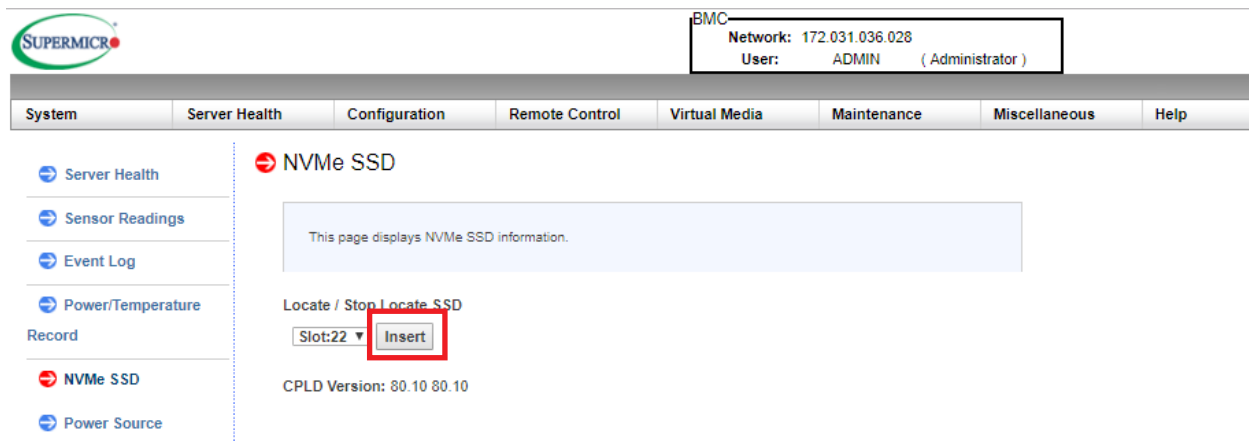 SUPERMICR
BMC
Network: 172.031.036.028
User: ADMIN ( Administrator )
System Server Health Configuration Remote Control Virtual Media Maintenance Miscellaneous Help
Server Health
Sensor Readings
Event Log
Power/Temperature
Record
NVMe SSD
Power Source
NVMe SSD
This page displays NVMe SSD information.
Locate / Stop Locate SSD
Slot:22 Insert
CPLD Version: 80.10 80.10